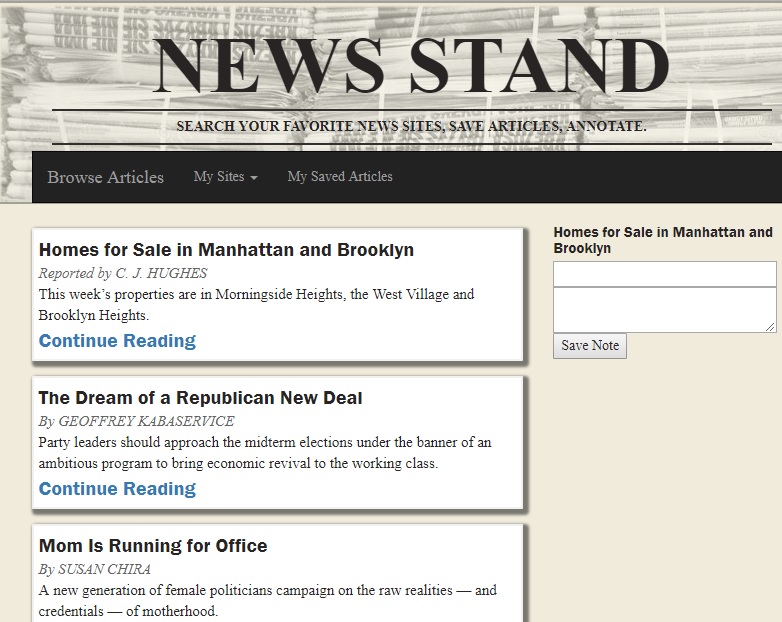 NEWS STAND
SEARCH YOUR FAVORITE NEWS SITES, SAVE ARTICLES, ANNOTATE.
Browse Articles My Sites My Saved Articles
Homes for Sale in Manhattan and Brooklyn
Reported by C. J. HUGHES
This week’s properties are in Morningside Heights, the West Village and
Brooklyn Heights.
Continue Reading
The Dream of a Republican New Deal
By GEOFFREY KABASERVICE
Party leaders should approach the midterm elections under the banner of an
ambitious program to bring economic revival to the working class.
Continue Reading
Mom Is Running for Office
By SUSAN CHIRA
A new generation of female politicians campaign on the raw realities — and
credentials — of motherhood.
Homes for Sale in Manhattan and
Brooklyn
Save Note